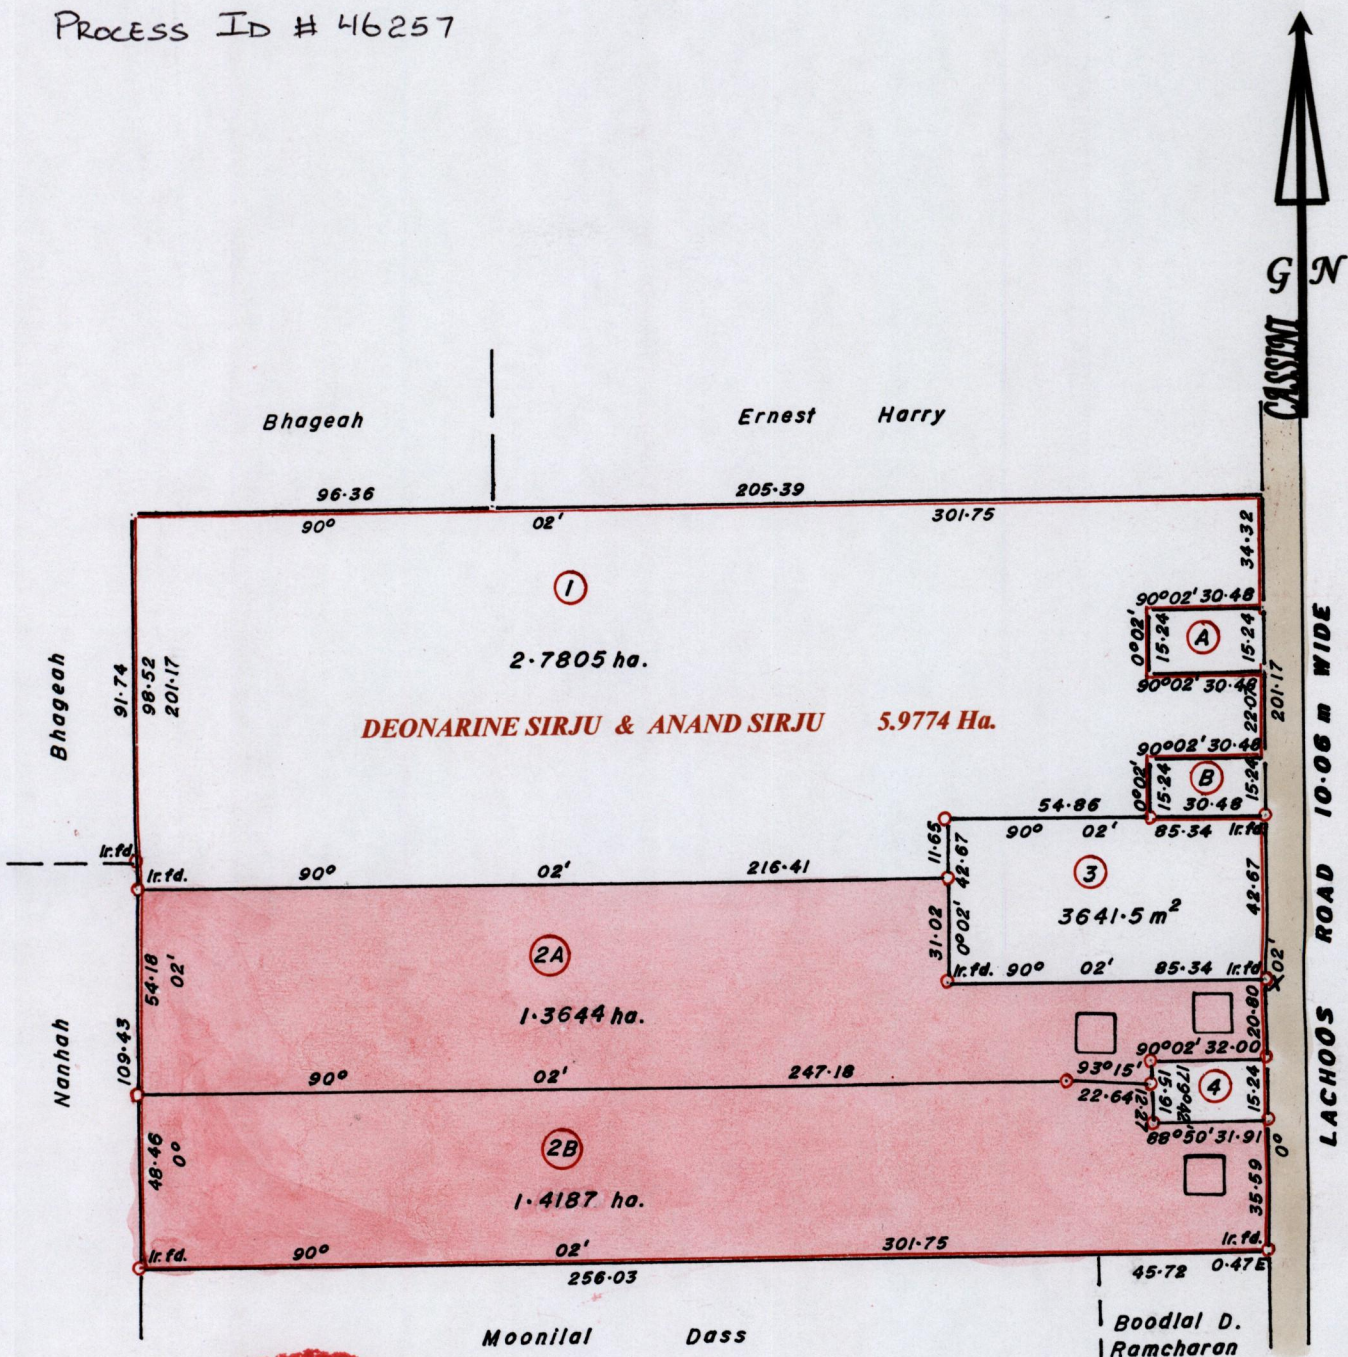 PROCESS ID # 46257
G N
CASSINI
Bhageah
Ernest Harry
96.36
205.39
90° 02' 301.75
34.32
1
90°02' 30.48
0°02'
15.24
A
15.24
2.7805 ha.
90°02' 30.48
22.07
201.17
Bhageah
91.74
98.52
201.17
DEONARINE SIRJU & ANAND SIRJU 5.9774 Ha.
90°02' 30.48
0°02'
15.24
B
15.24
30.48
54.86
90° 02' 85.34 Ir.fd.
11.65
42.67
Ir.fd.
Ir.fd. 90° 02' 216.41
3
3641.5 m²
42.67
31.02
0°02'
Ir.fd. 90° 02' 85.34 Ir.fd.
X02'
2A
1.3644 ha.
54.18
02'
20.80
90°02' 32.00
109.43
Nanhah
90° 02' 247.18
93°15'
22.64
12.27
15.91
179°42'
4
15.24
88°50' 31.91
0°
2B
1.4187 ha.
48.46
0°
35.59
Ir.fd. 90° 02' 301.75 Ir.fd.
256.03
45.72 0.47E
Moonilal Dass
Boodlal D.
Ramcharan
LACHOOS ROAD 10.06 m WIDE